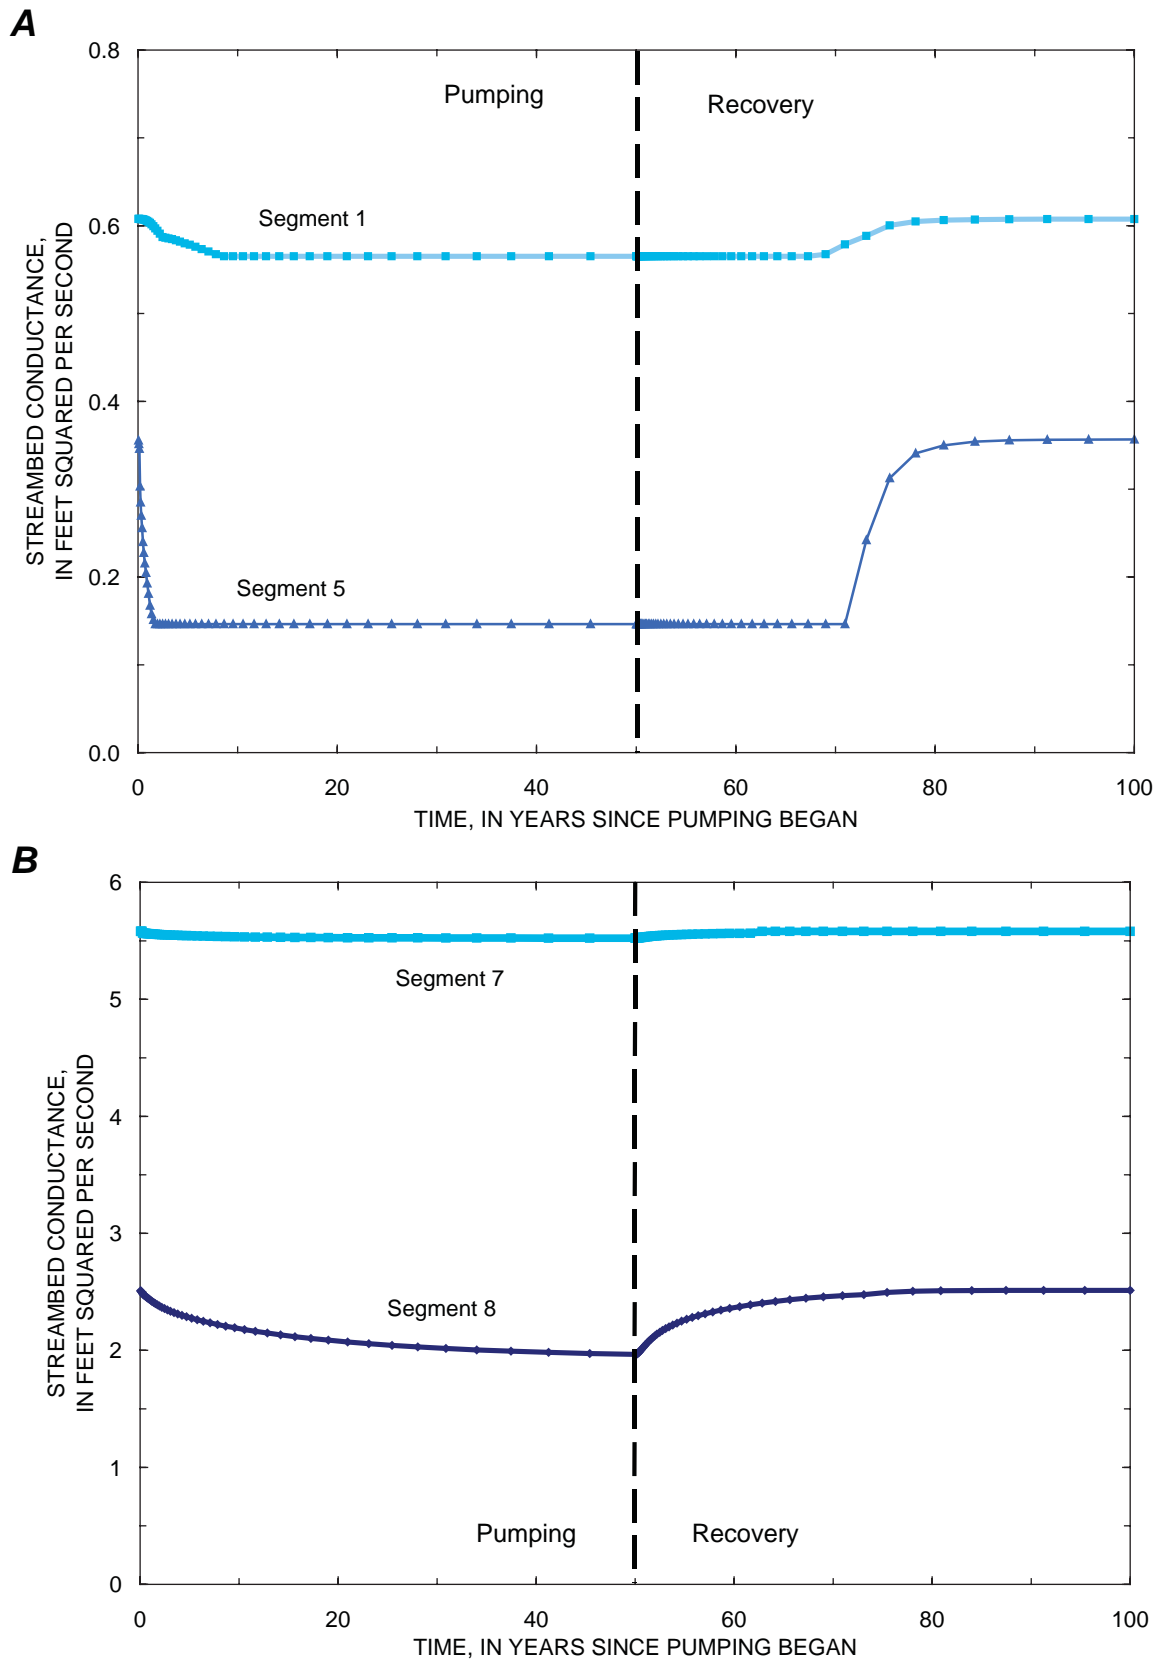 A
0.8
Pumping
Recovery
Segment 1
0.6
0.4
Segment 5
0.2
0.0
STREAMBED CONDUCTANCE,
IN FEET SQUARED PER SECOND
0 20 40 60 80 100
TIME, IN YEARS SINCE PUMPING BEGAN
B
6
Segment 7
5
4
3
Segment 8
2
1
Pumping Recovery
0
STREAMBED CONDUCTANCE,
IN FEET SQUARED PER SECOND
0 20 40 60 80 100
TIME, IN YEARS SINCE PUMPING BEGAN